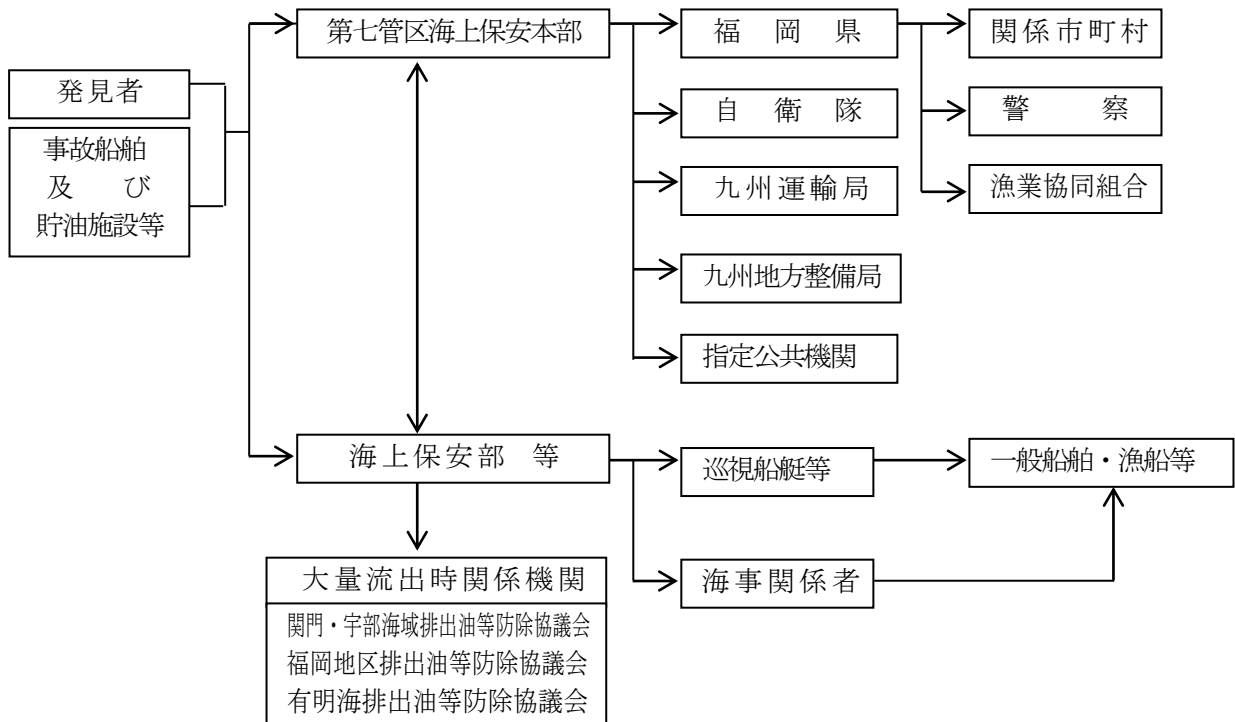 第七管区海上保安本部
福岡県
関係市町村
発見者
自衛隊
警察
事故船舶
及び
貯油施設等
九州運輸局
漁業協同組合
九州地方整備局
指定公共機関
海上保安部 等
巡視船艇等
一般船舶・漁船等
大量流出時関係機関
海事関係者
関門・宇部海域排出油等防除協議会
福岡地区排出油等防除協議会
有明海排出油等防除協議会